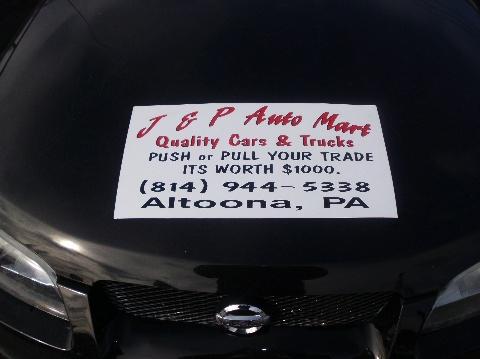 J & P Auto Mart
Quality Cars & Trucks
PUSH or PULL YOUR TRADE
ITS WORTH $1000.
(814) 944-5338
Altoona, PA